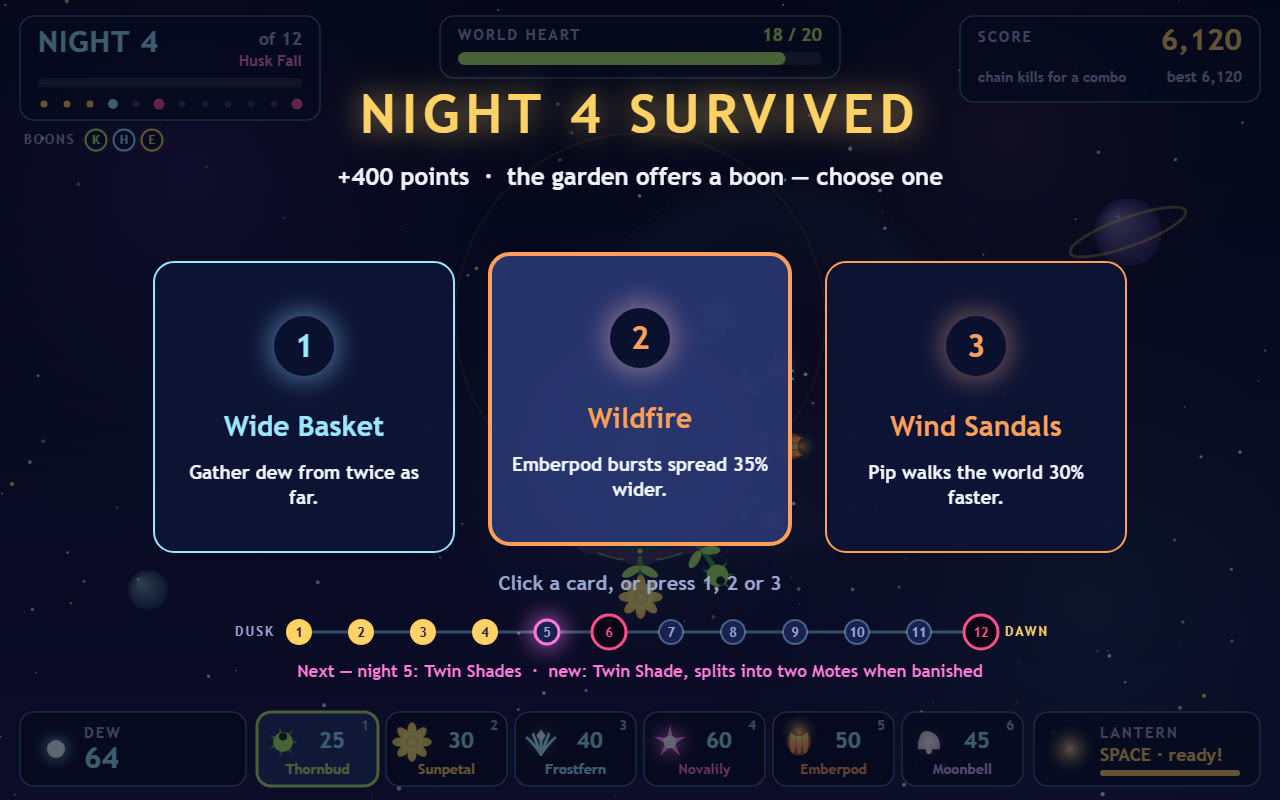 NIGHT 4
of 12
Husk Fall
WORLD HEART
18 / 20
SCORE
6,120
chain kills for a combo
best 6,120
BOONS K H E
NIGHT 4 SURVIVED
+400 points · the garden offers a boon — choose one
1
Wide Basket
Gather dew from twice as
far.
2
Wildfire
Emberpod bursts spread 35%
wider.
3
Wind Sandals
Pip walks the world 30%
faster.
Click a card, or press 1, 2 or 3
DUSK 1 2 3 4 5 6 7 8 9 10 11 12 DAWN
Next — night 5: Twin Shades · new: Twin Shade, splits into two Motes when banished
DEW
64
1
25
Thornbud
2
30
Sunpetal
3
40
Frostfern
4
60
Novalily
5
50
Emberpod
6
45
Moonbell
LANTERN
SPACE · ready!